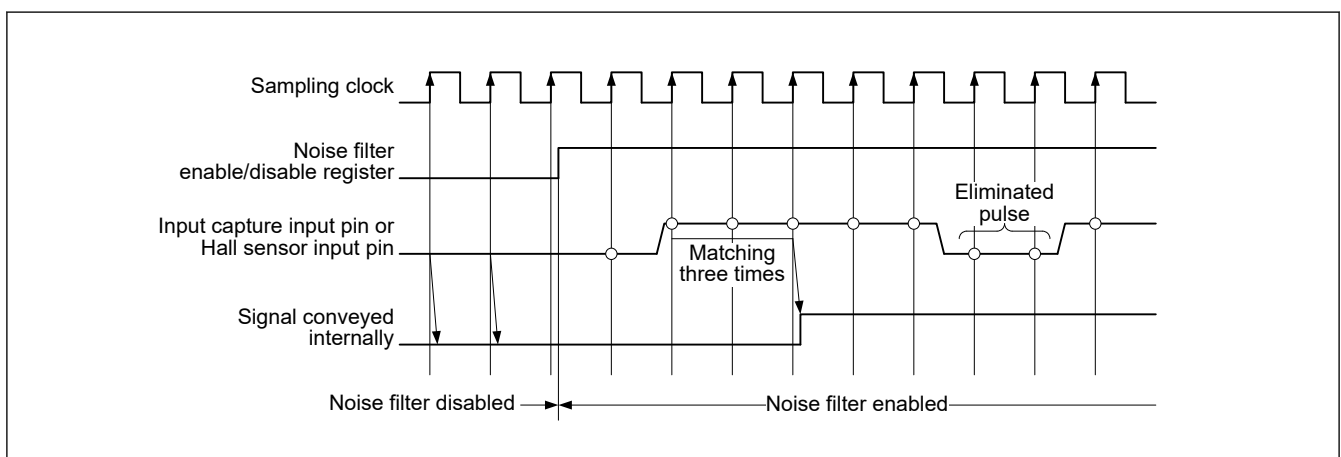 Sampling clock
Noise filter
enable/disable register
Eliminated
pulse
Input capture input pin or
Hall sensor input pin
Matching
three times
Signal conveyed
internally
Noise filter disabled
Noise filter enabled